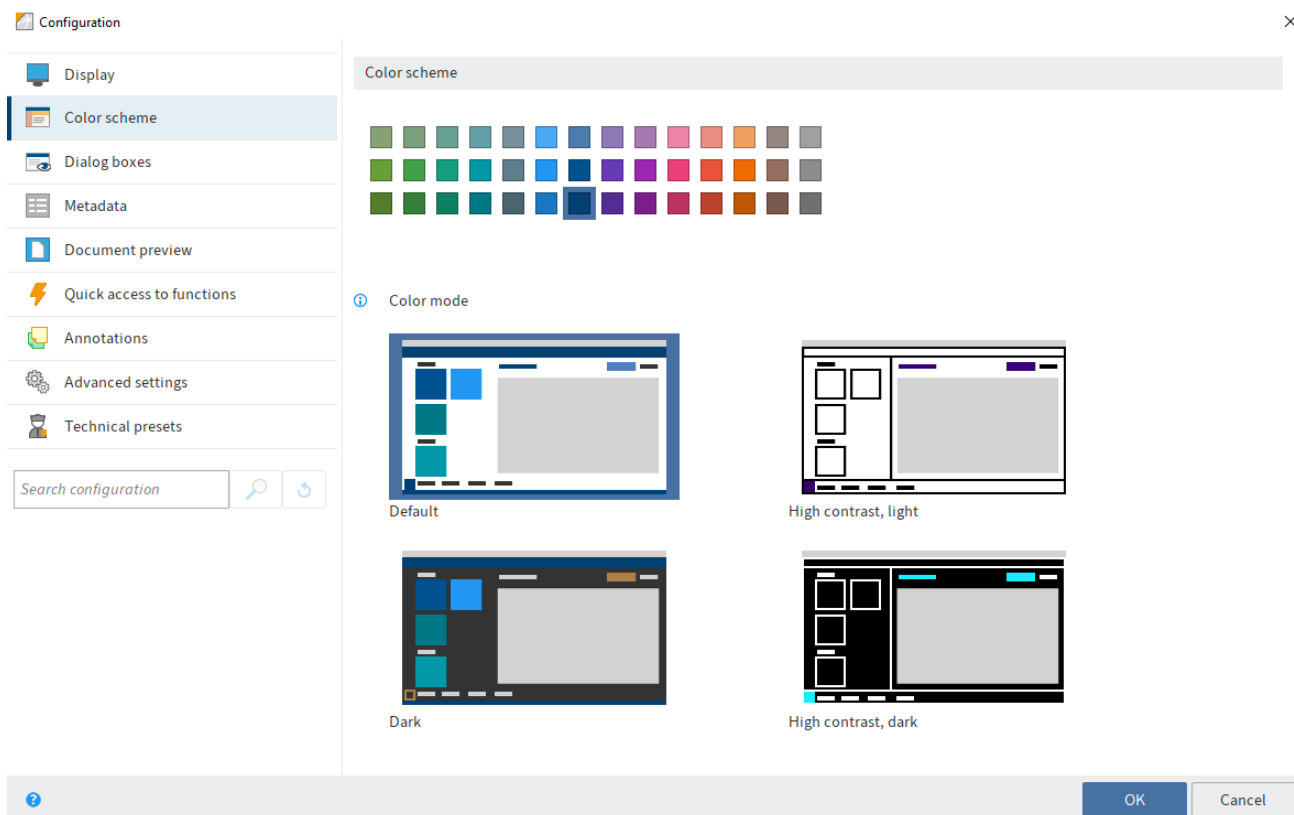 Configuration
Display
Color scheme
Dialog boxes
Metadata
Document preview
Quick access to functions
Annotations
Advanced settings
Technical presets
Search configuration
Color scheme
Color mode
Default
High contrast, light
Dark
High contrast, dark
OK
Cancel